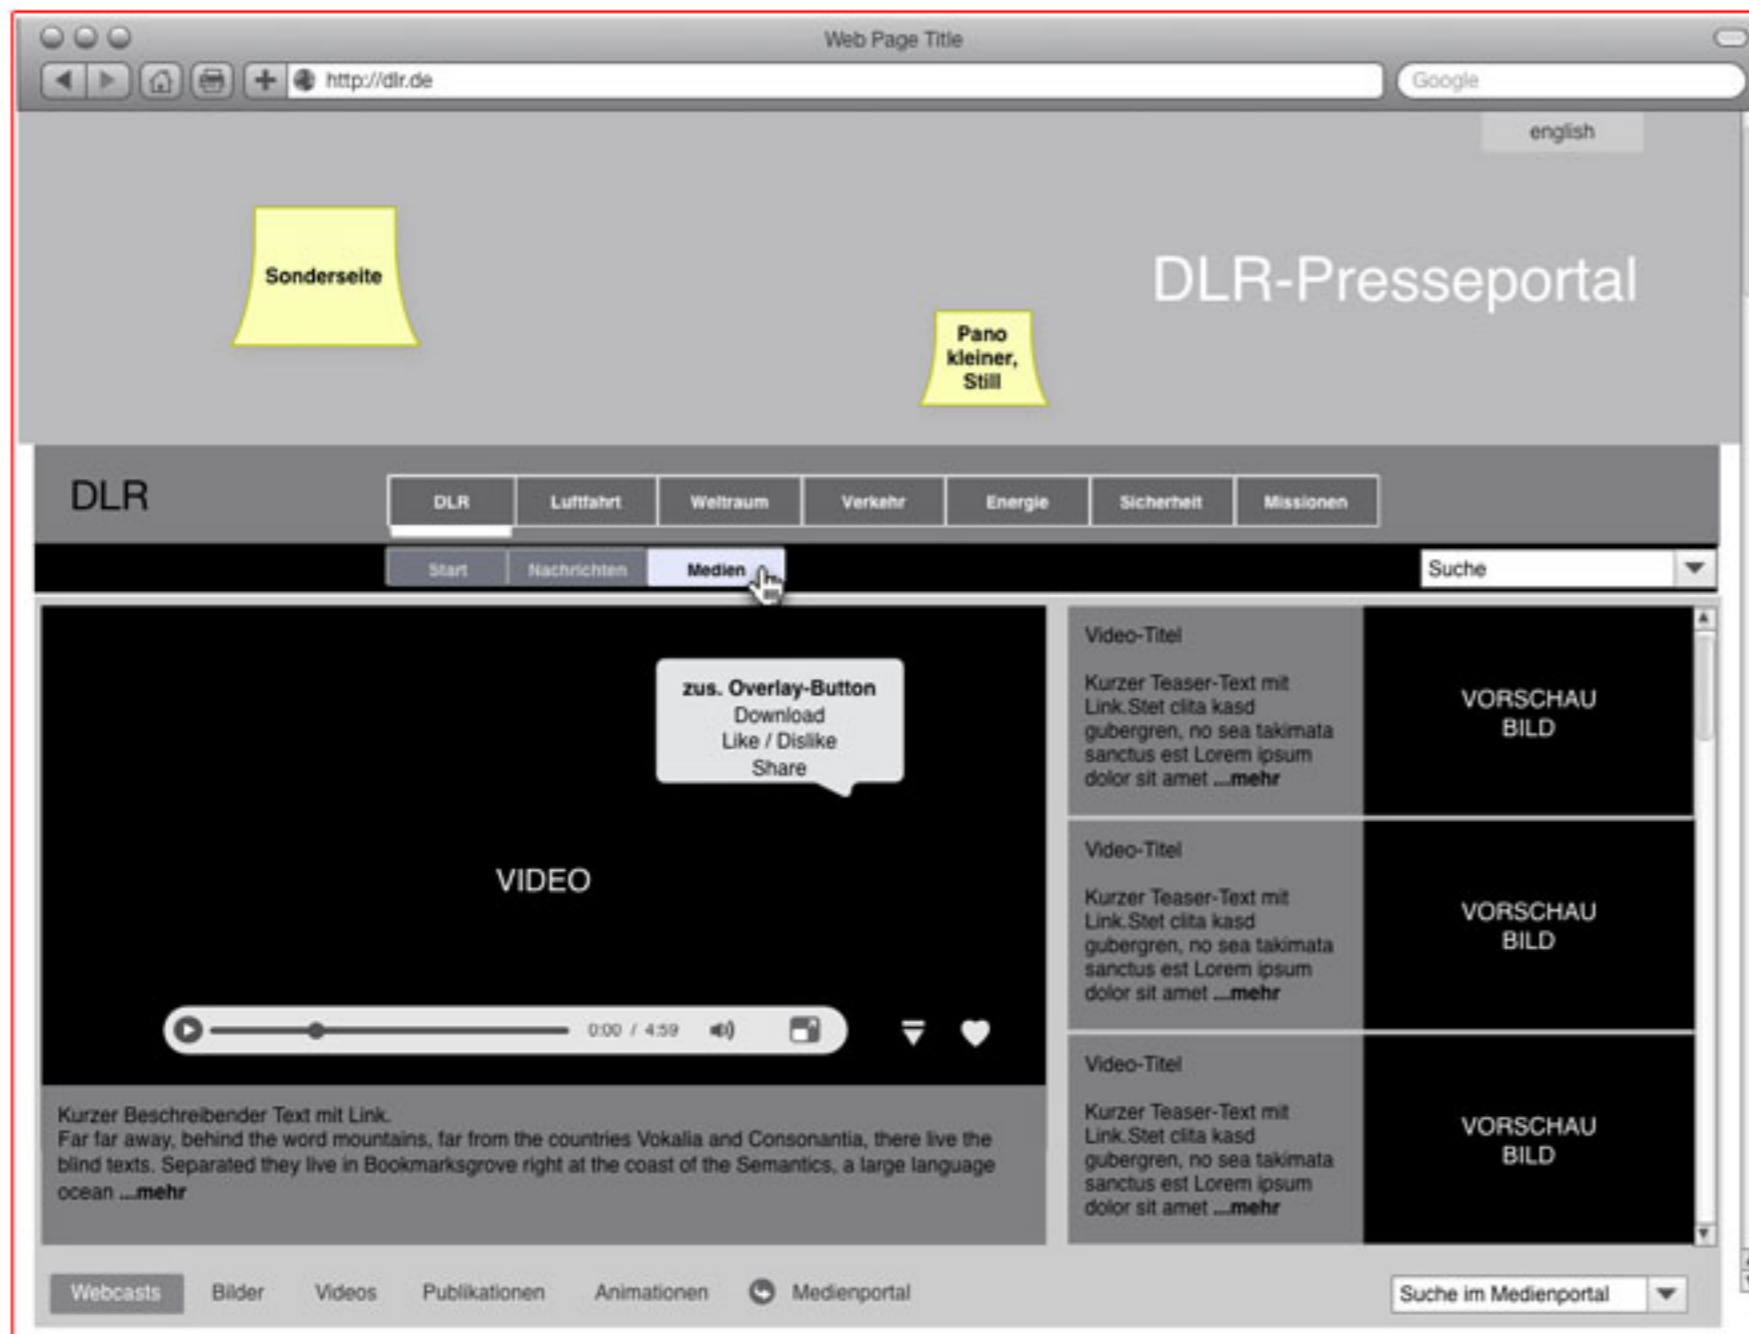 Web Page Title
http://dlr.de
Google
english
Sonderseite
DLR-Presseportal
Pano
kleiner,
Still
DLR
DLR
Luftfahrt
Weltraum
Verkehr
Energie
Sicherheit
Missionen
Start
Nachrichten
Medien
Suche
zus. Overlay-Button
Download
Like / Dislike
Share
VIDEO
0:00 / 4:59
Kurzer Beschreibender Text mit Link.
Far far away, behind the word mountains, far from the countries Vokalia and Consonantia, there live the
blind texts. Separated they live in Bookmarksgrove right at the coast of the Semantics, a large language
ocean ...mehr
Video-Titel
Kurzer Teaser-Text mit
Link.Stet clita kasd
gubergren, no sea takimata
sanctus est Lorem ipsum
dolor sit amet ...mehr
VORSCHAU
BILD
Video-Titel
Kurzer Teaser-Text mit
Link.Stet clita kasd
gubergren, no sea takimata
sanctus est Lorem ipsum
dolor sit amet ...mehr
VORSCHAU
BILD
Video-Titel
Kurzer Teaser-Text mit
Link.Stet clita kasd
gubergren, no sea takimata
sanctus est Lorem ipsum
dolor sit amet ...mehr
VORSCHAU
BILD
Webcasts
Bilder
Videos
Publikationen
Animationen
Medienportal
Suche im Medienportal